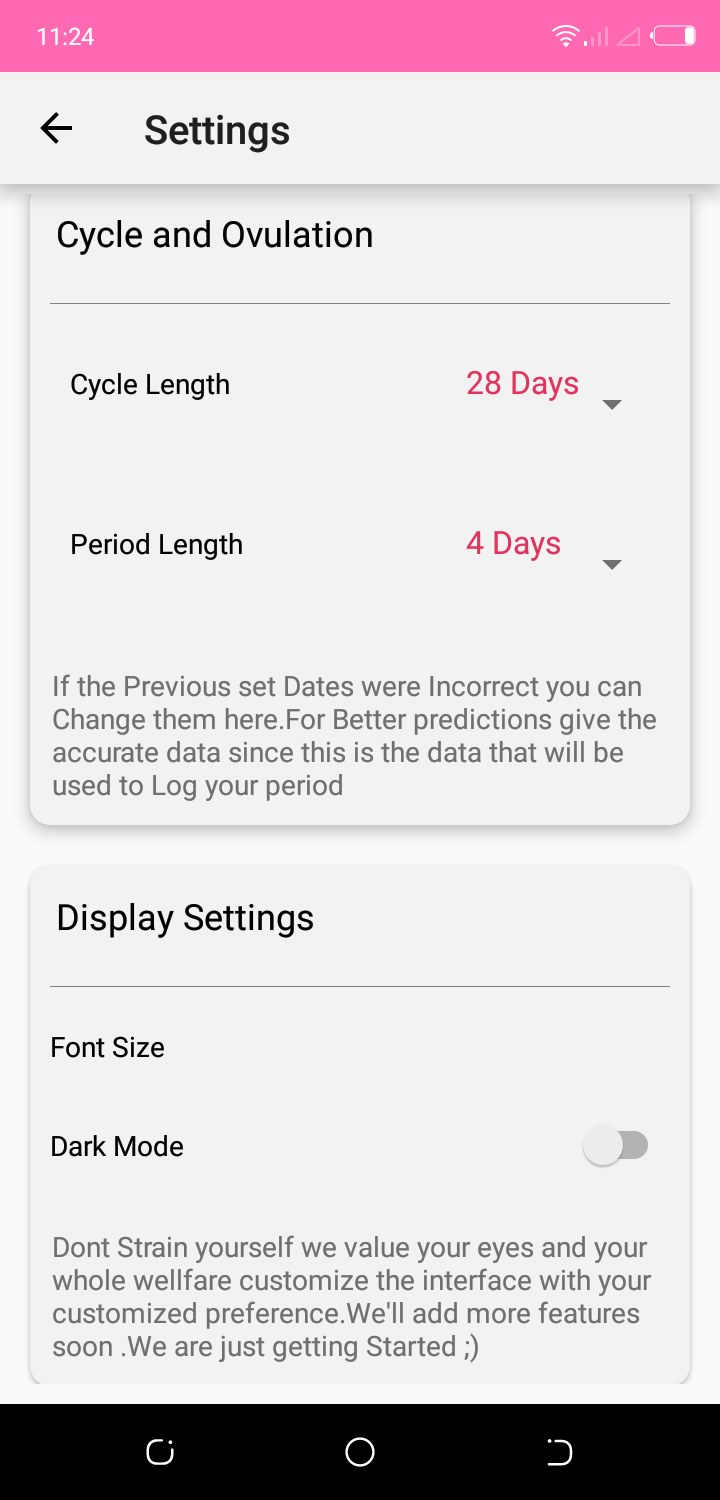 11:24
Settings
Cycle and Ovulation
Cycle Length
28 Days
Period Length
4 Days
If the Previous set Dates were Incorrect you can
Change them here.For Better predictions give the
accurate data since this is the data that will be
used to Log your period
Display Settings
Font Size
Dark Mode
Dont Strain yourself we value your eyes and your
whole wellfare customize the interface with your
customized preference.We'll add more features
soon .We are just getting Started ;)